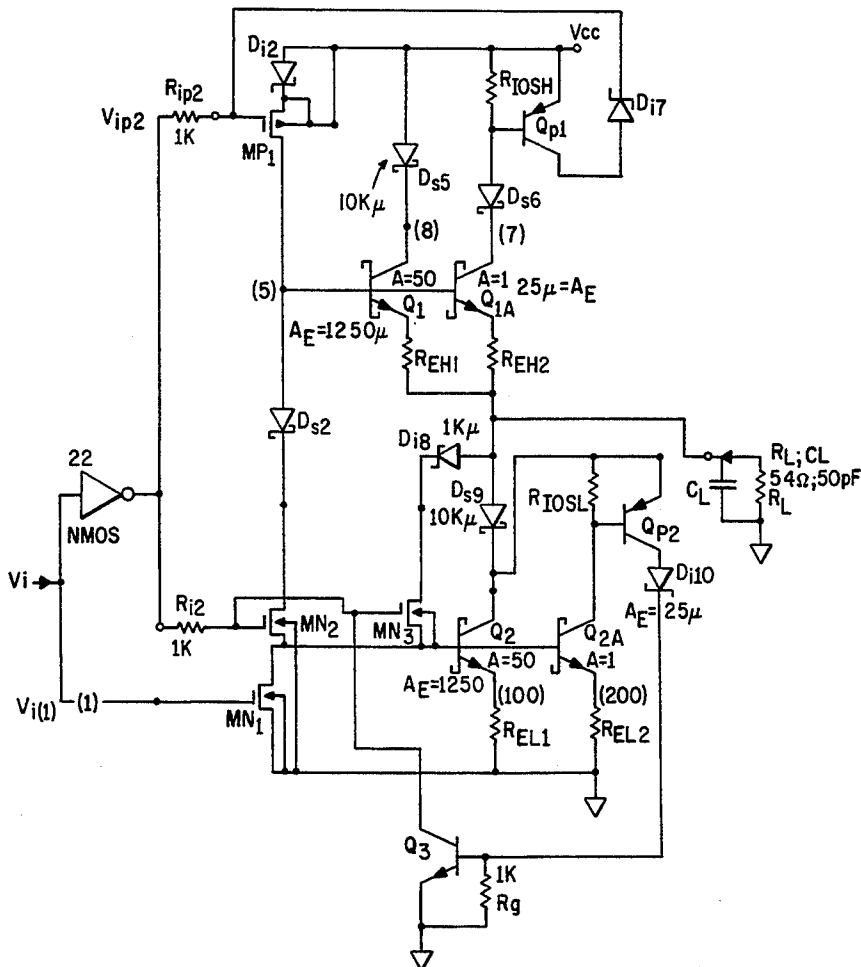 Vcc
Di2
Rip2
RIOSH
Di7
Vip2
1K
MP1
Qp1
Ds5
10Kµ
Ds6
(8)
(7)
(5)
A=50
A=1
25µ=AE
Q1
Q1A
AE=1250µ
REH1
REH2
Ds2
1Kµ
Di8
22
RL; CL
54Ω;50pF
Ds9
10Kµ
RIOSL
CL
RL
NMOS
QP2
Vi
Di10
Ri2
AE=25µ
MN2
MN3
1K
Q2
Q2A
A=50
A=1
AE=1250
(100)
(200)
Vi(1)
(1)
MN1
REL1
REL2
Q3
1K
Rg